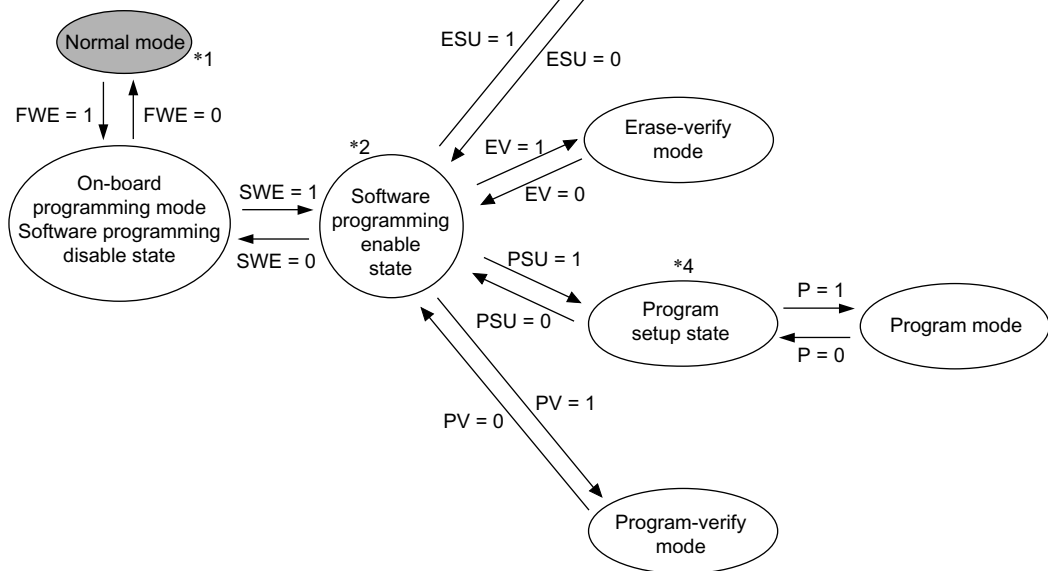 Normal mode
*1
FWE = 1
FWE = 0
On-board
programming mode
Software programming
disable state
SWE = 1
SWE = 0
*2
Software
programming
enable
state
ESU = 1
ESU = 0
EV = 1
EV = 0
Erase-verify
mode
PSU = 1
PSU = 0
*4
Program
setup state
P = 1
P = 0
Program mode
PV = 1
PV = 0
Program-verify
mode